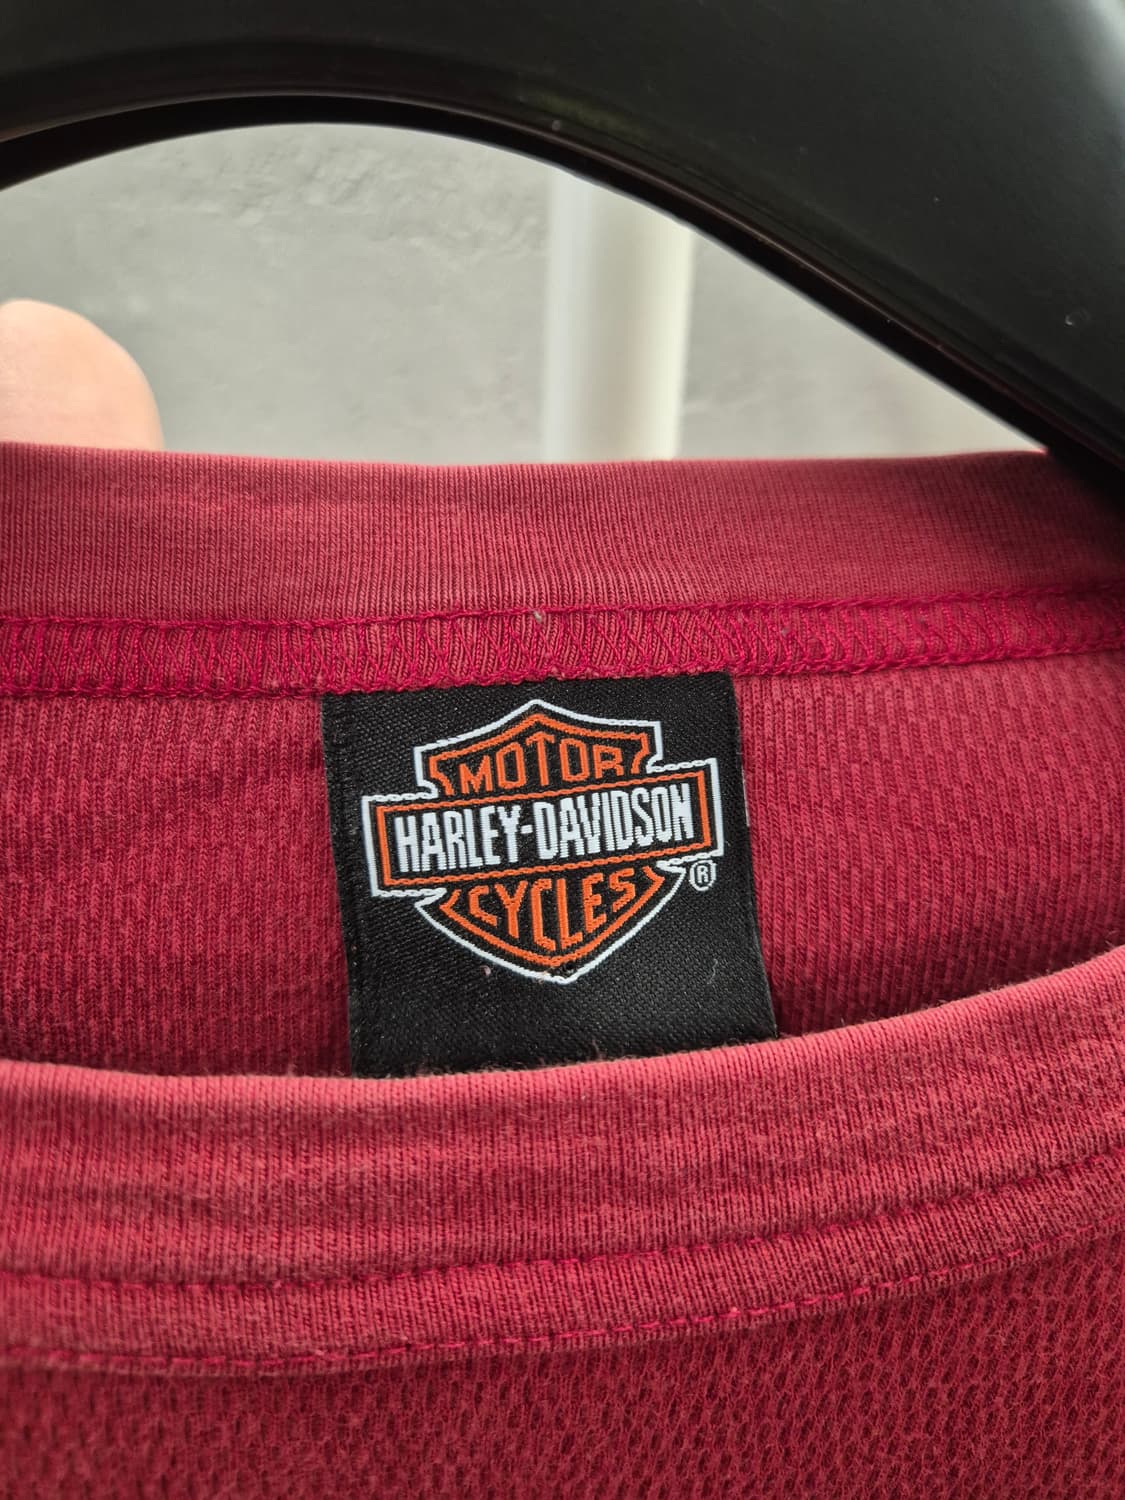 MOTOR
HARLEY-DAVIDSON
CYCLES
®